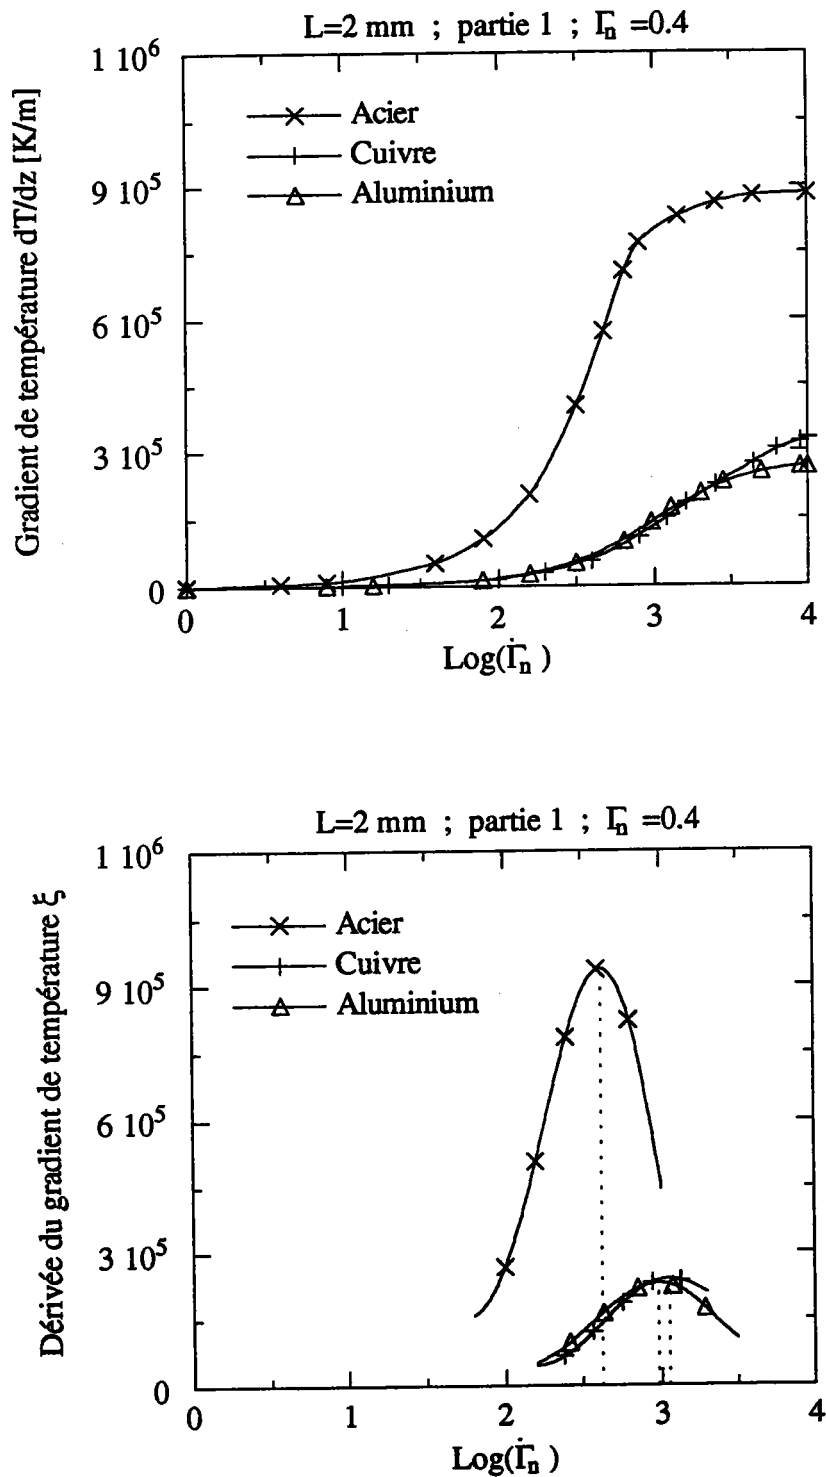 L=2 mm ; partie 1 ; Γn =0.4
1 10^6
Acier
Cuivre
9 10^5
Aluminium
6 10^5
3 10^5
0
0 1 2 3 4
Log(Γ̇n )
Gradient de température dT/dz [K/m]
L=2 mm ; partie 1 ; Γn =0.4
1 10^6
Acier
Cuivre
9 10^5
Aluminium
6 10^5
3 10^5
0
0 1 2 3 4
Log(Γ̇n )
Dérivée du gradient de température ξ